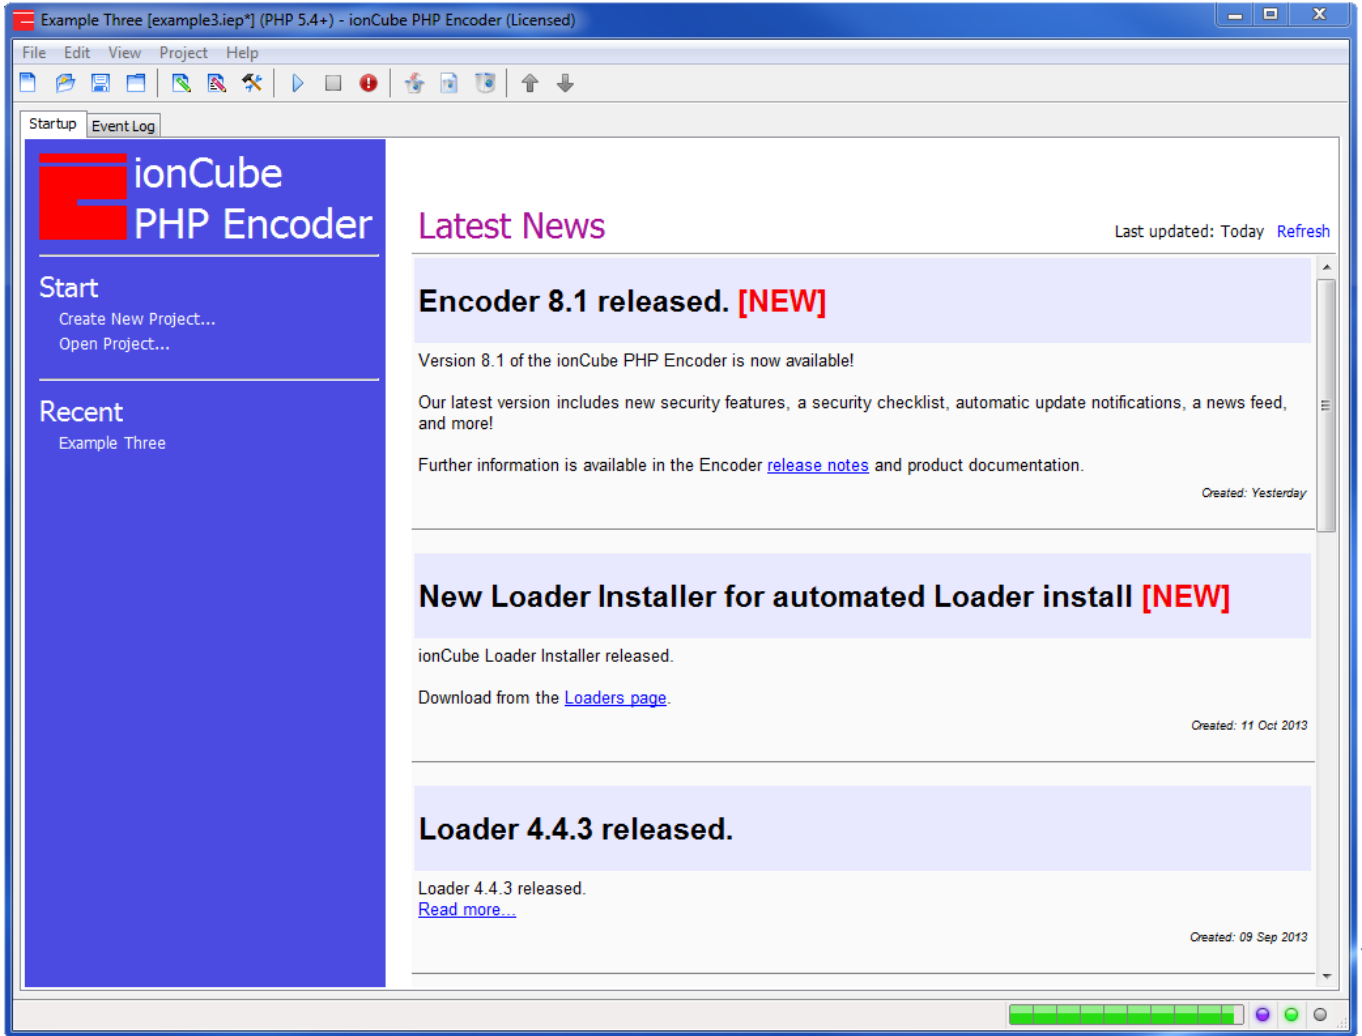 Example Three [example3.iep*] (PHP 5.4+) - ionCube PHP Encoder (Licensed)
File Edit View Project Help
Startup Event Log
ionCube
PHP Encoder
Start
Create New Project...
Open Project...
Recent
Example Three
Latest News
Last updated: Today Refresh
Encoder 8.1 released. [NEW]
Version 8.1 of the ionCube PHP Encoder is now available!
Our latest version includes new security features, a security checklist, automatic update notifications, a news feed,
and more!
Further information is available in the Encoder release notes and product documentation.
Created: Yesterday
New Loader Installer for automated Loader install [NEW]
ionCube Loader Installer released.
Download from the Loaders page.
Created: 11 Oct 2013
Loader 4.4.3 released.
Loader 4.4.3 released.
Read more...
Created: 09 Sep 2013